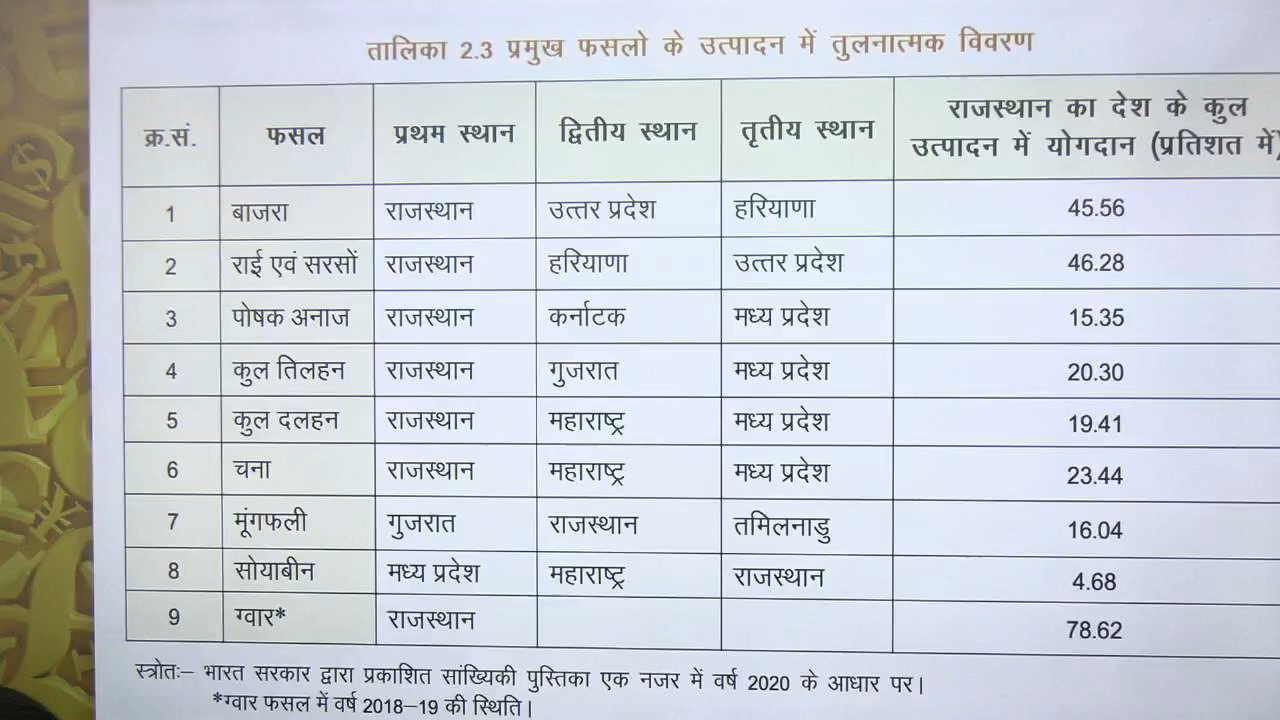 तालिका 2.3 प्रमुख फसलो के उत्पादन में तुलनात्मक विवरण
क्र.सं. फसल प्रथम स्थान द्वितीय स्थान तृतीय स्थान राजस्थान का देश के कुल
उत्पादन में योगदान (प्रतिशत में)
1 बाजरा राजस्थान उत्तर प्रदेश हरियाणा 45.56
2 राई एवं सरसों राजस्थान हरियाणा उत्तर प्रदेश 46.28
3 पोषक अनाज राजस्थान कर्नाटक मध्य प्रदेश 15.35
4 कुल तिलहन राजस्थान गुजरात मध्य प्रदेश 20.30
5 कुल दलहन राजस्थान महाराष्ट्र मध्य प्रदेश 19.41
6 चना राजस्थान महाराष्ट्र मध्य प्रदेश 23.44
7 मूंगफली गुजरात राजस्थान तमिलनाडु 16.04
8 सोयाबीन मध्य प्रदेश महाराष्ट्र राजस्थान 4.68
9 ग्वार* राजस्थान 78.62
स्त्रोतः– भारत सरकार द्वारा प्रकाशित सांख्यिकी पुस्तिका एक नजर में वर्ष 2020 के आधार पर।
*ग्वार फसल में वर्ष 2018–19 की स्थिति।